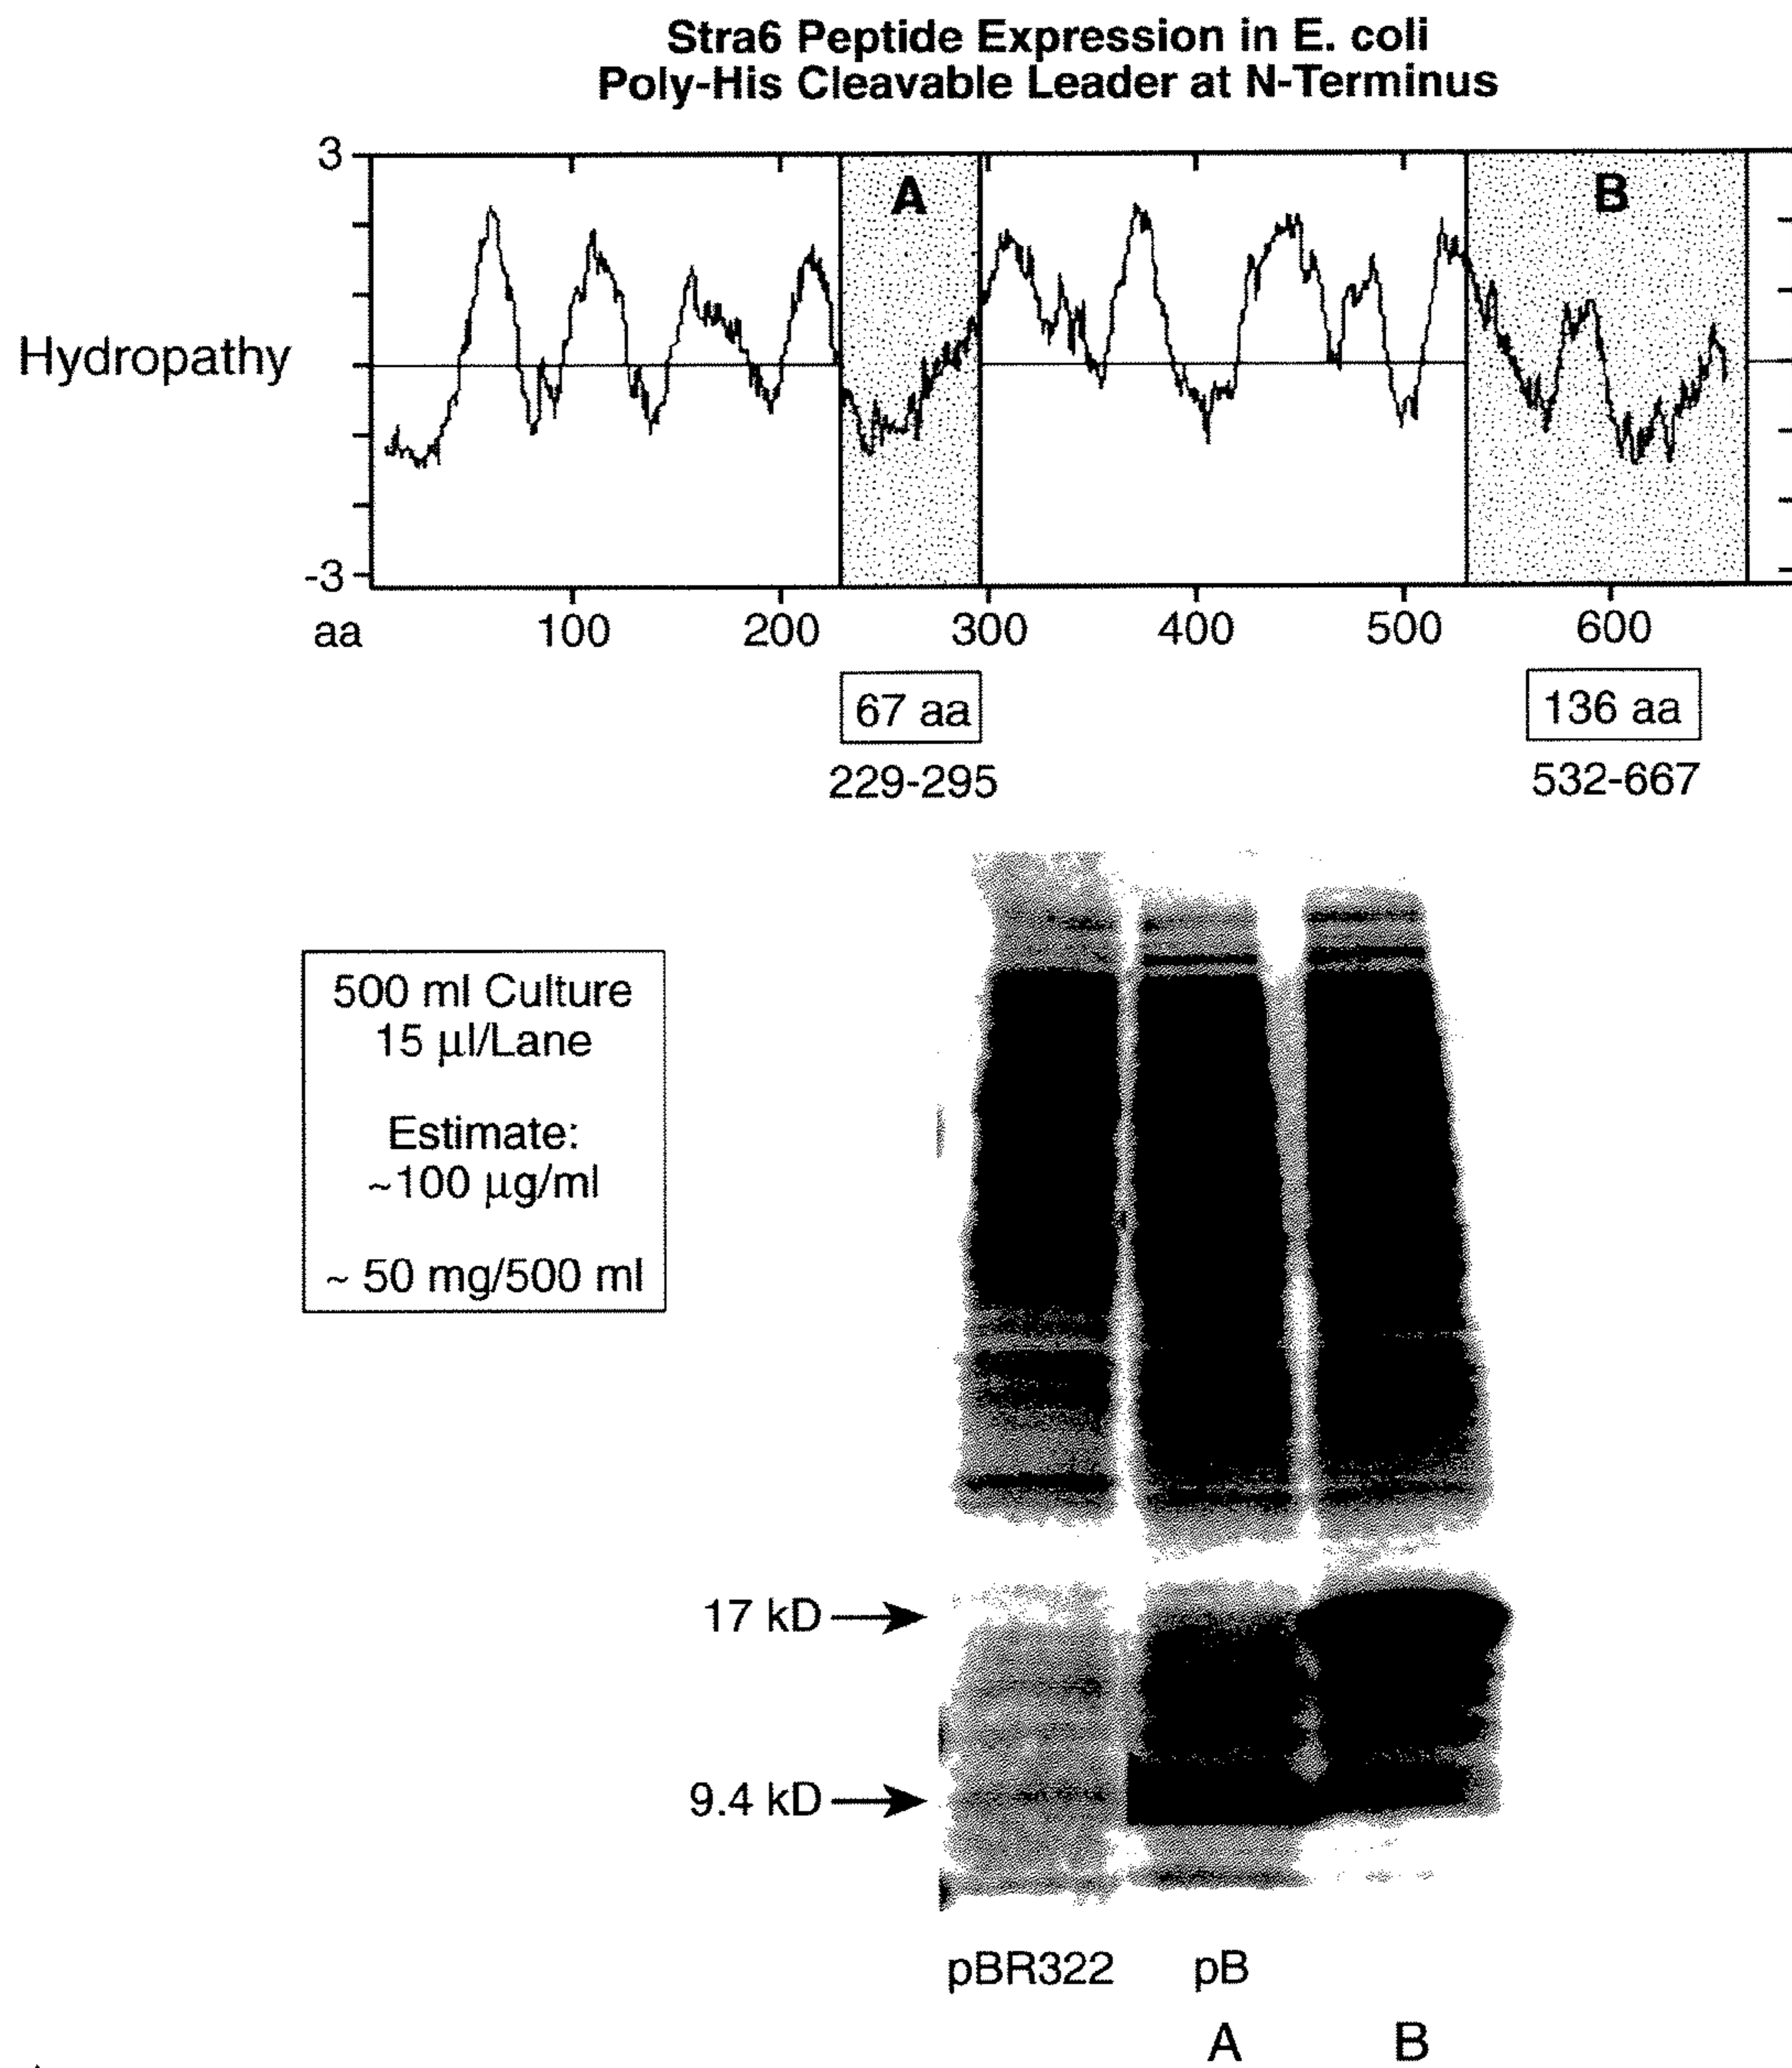 Stra6 Peptide Expression in E. coli
Poly-His Cleavable Leader at N-Terminus
3
A
B
Hydropathy
-3
aa 100 200 300 400 500 600
67 aa
136 aa
229-295
532-667
500 ml Culture
15 µl/Lane
Estimate:
~100 µg/ml
~ 50 mg/500 ml
17 kD
9.4 kD
pBR322 pB
A B